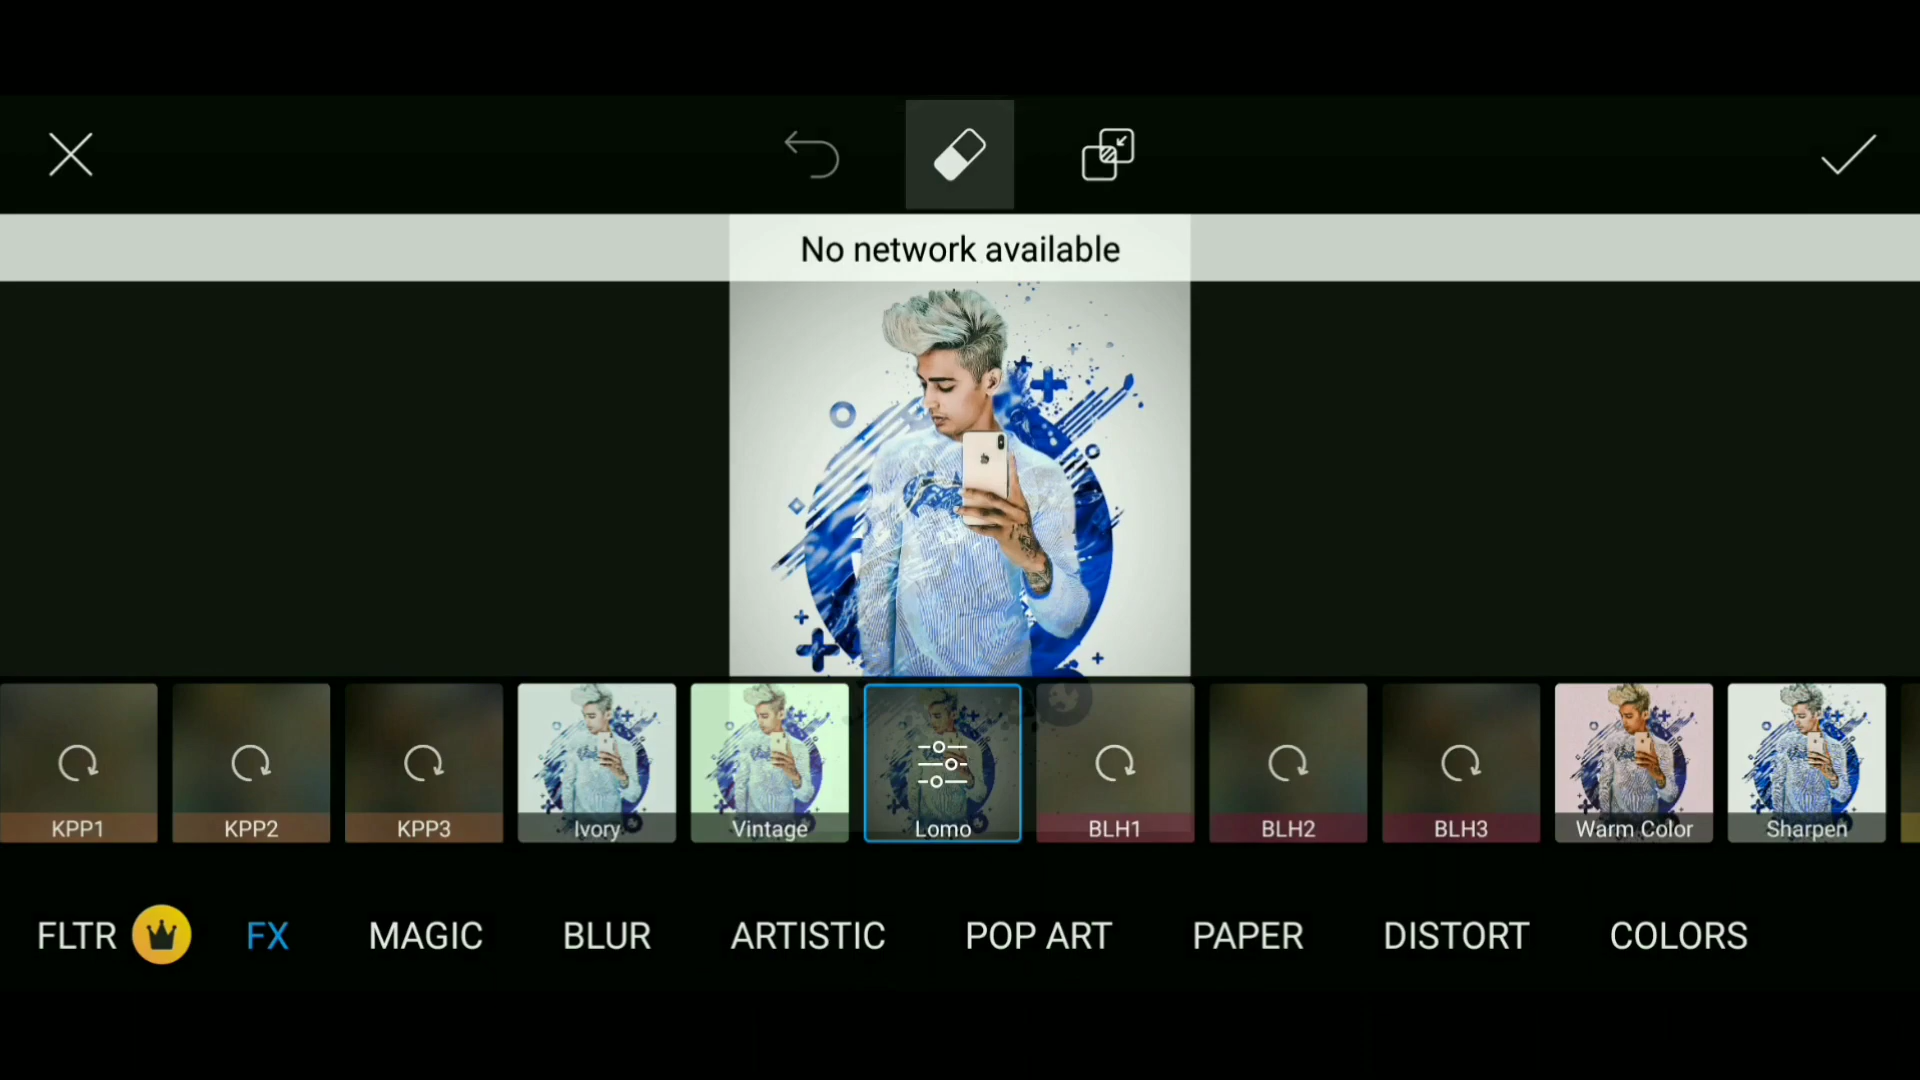 No network available
KPP1
KPP2
KPP3
Ivory
Vintage
Lomo
BLH1
BLH2
BLH3
Warm Color
Sharpen
FLTR
FX
MAGIC
BLUR
ARTISTIC
POP ART
PAPER
DISTORT
COLORS